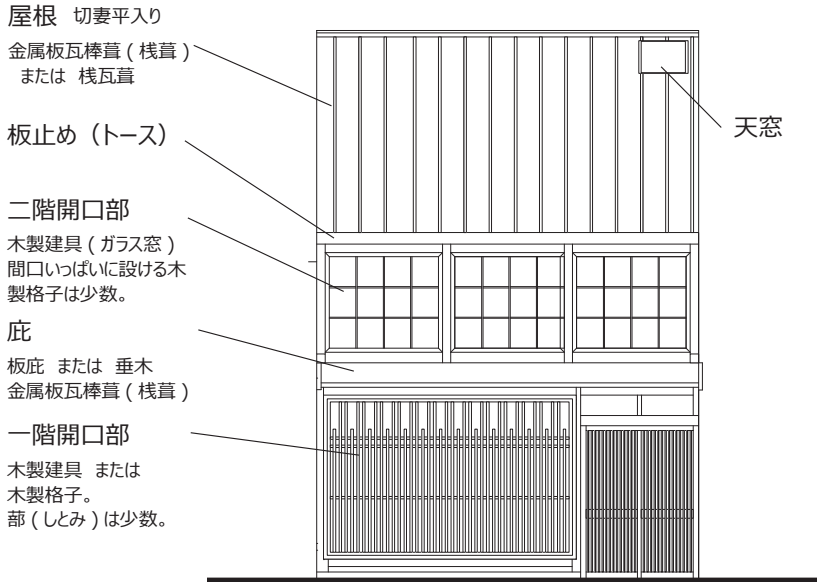 屋根 切妻平入り
金属板瓦棒葺 ( 桟葺 )
または 桟瓦葺
板止め（トース）
二階開口部
木製建具 ( ガラス窓 )
間口いっぱいに設ける木
製格子は少数。
庇
板庇 または 垂木
金属板瓦棒葺 ( 桟葺 )
一階開口部
木製建具 または
木製格子。
蔀 ( しとみ ) は少数。
天窓